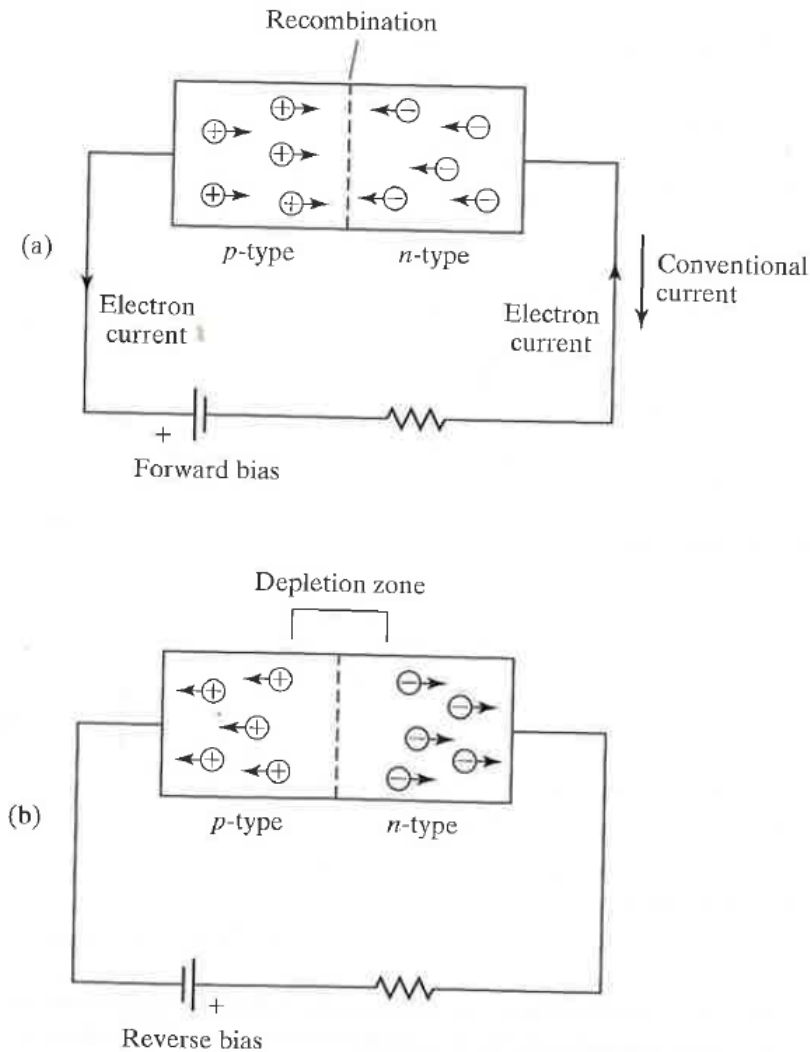 Recombination
(a)
p-type
n-type
Conventional
current
Electron
current
Electron
current
+
Forward bias
Depletion zone
(b)
p-type
n-type
+
Reverse bias